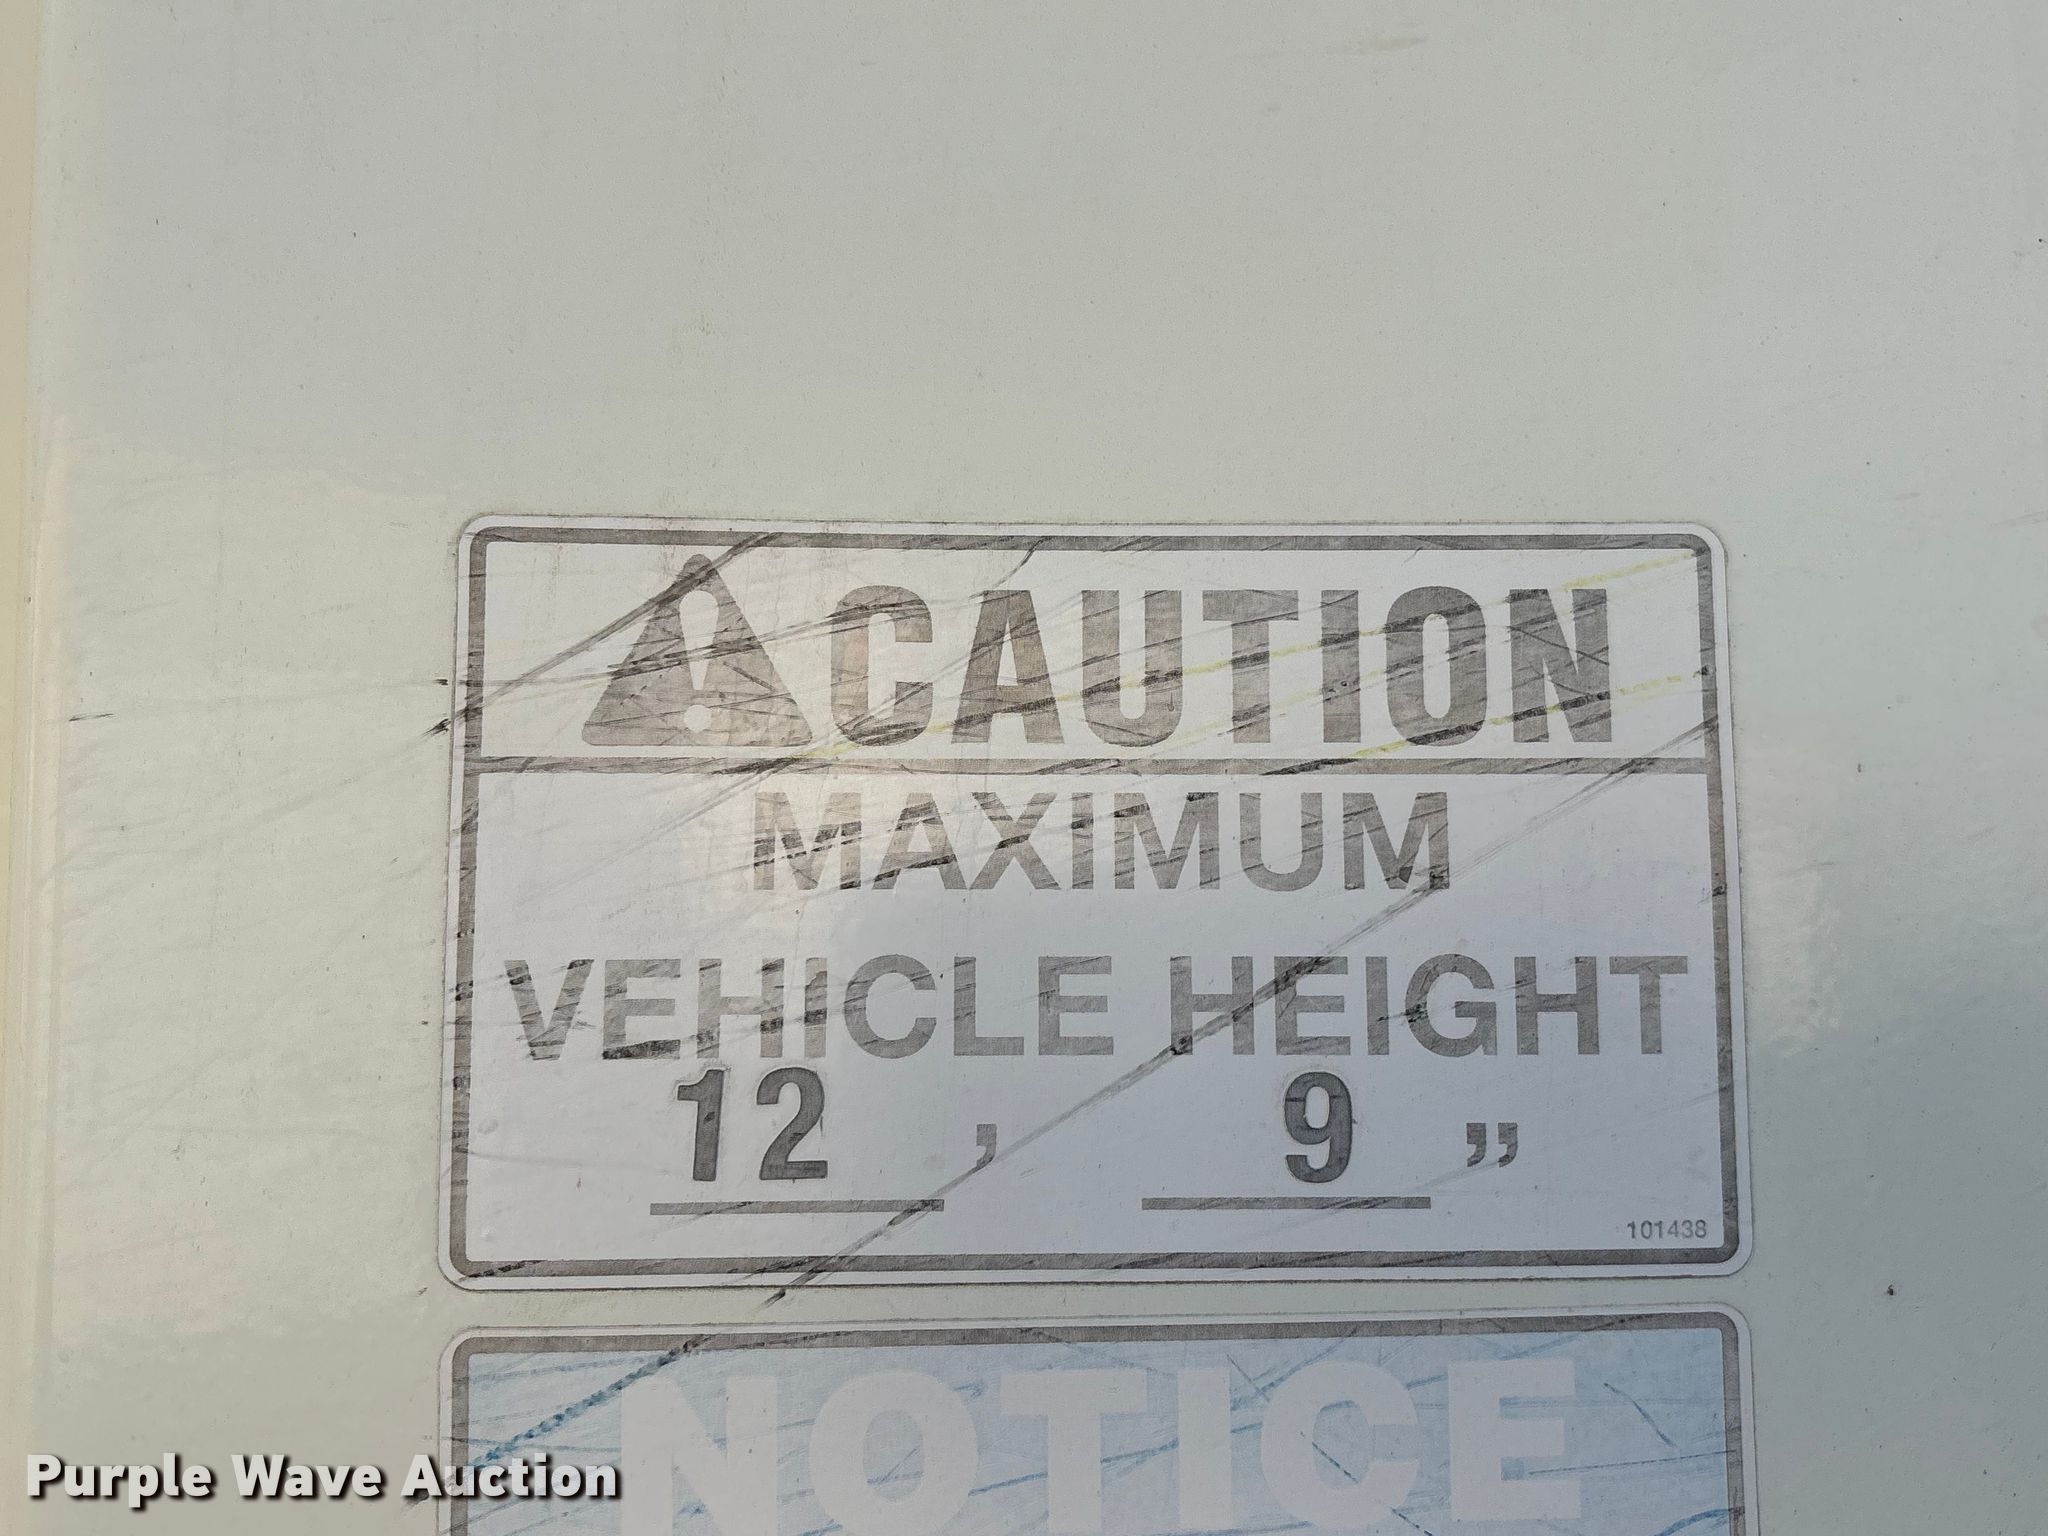 CAUTION
MAXIMUM
VEHICLE HEIGHT
12 ’ 9 ”
101438
NOTICE
Purple Wave Auction